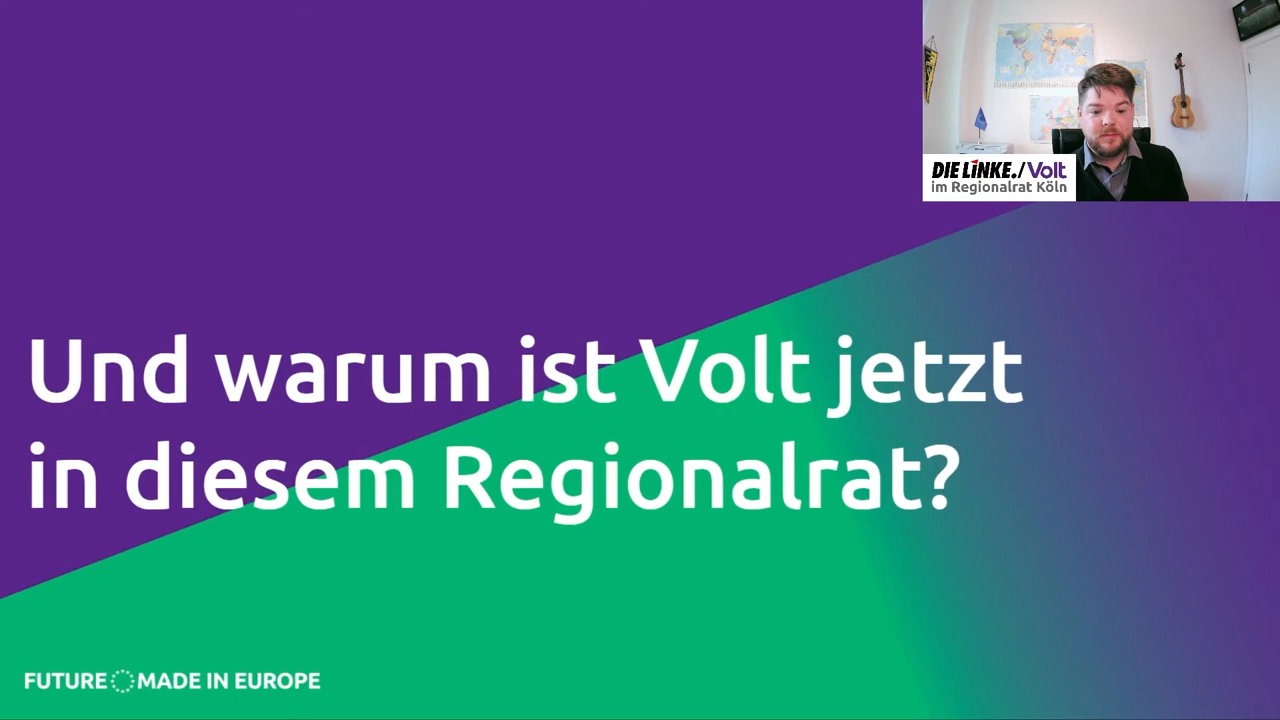 DIE LINKE./Volt
im Regionalrat Köln
Und warum ist Volt jetzt
in diesem Regionalrat?
FUTURE MADE IN EUROPE